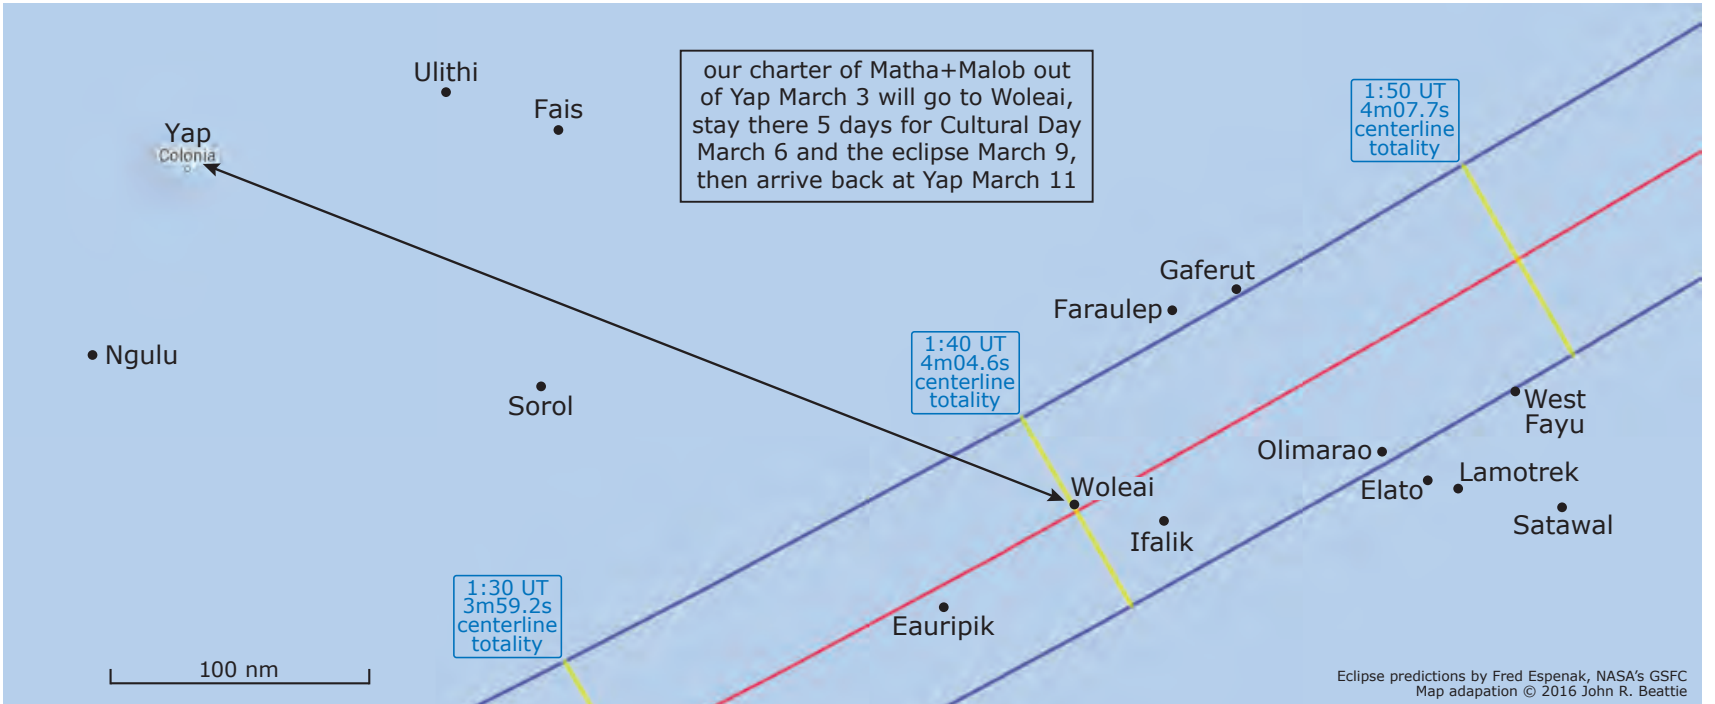 Ulithi
Fais
Yap
Colonia
our charter of Matha+Malob out
of Yap March 3 will go to Woleai,
stay there 5 days for Cultural Day
March 6 and the eclipse March 9,
then arrive back at Yap March 11
1:50 UT
4m07.7s
centerline
totality
Gaferut
Faraulep
Ngulu
Sorol
1:40 UT
4m04.6s
centerline
totality
West
Fayu
Olimarao
Lamotrek
Elato
Woleai
Satawal
Ifalik
1:30 UT
3m59.2s
centerline
totality
Eauripik
100 nm
Eclipse predictions by Fred Espenak, NASA's GSFC
Map adapation © 2016 John R. Beattie